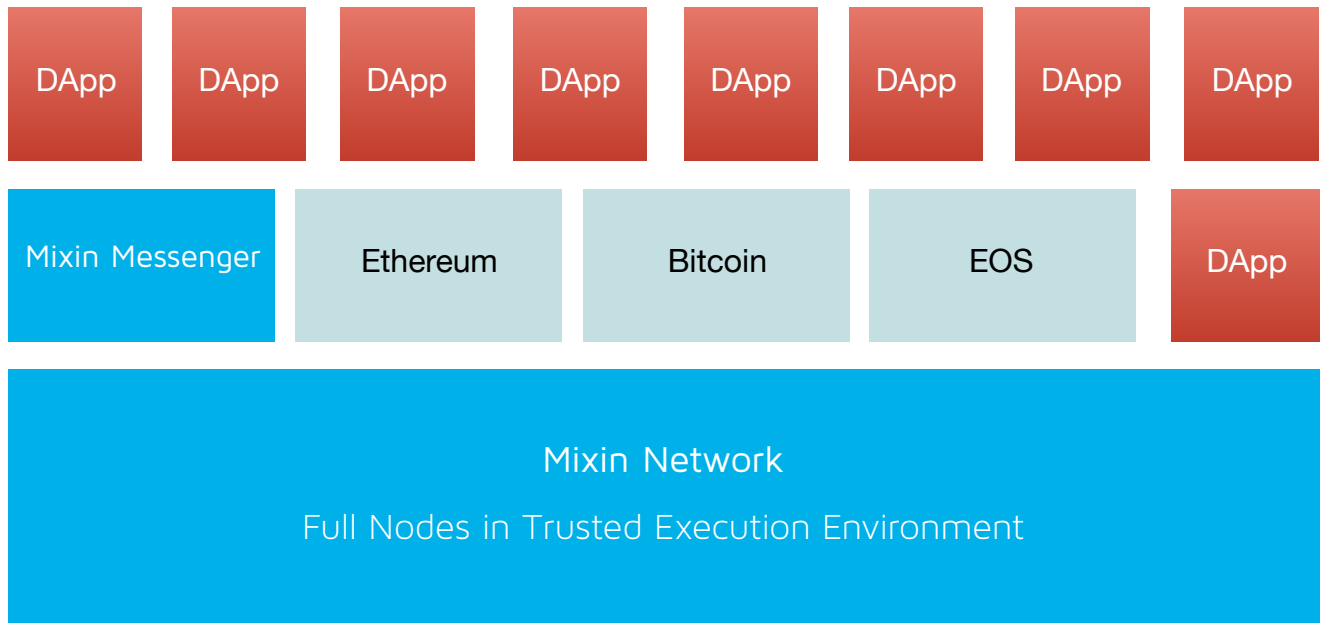 DApp DApp DApp DApp DApp DApp DApp DApp
Mixin Messenger Ethereum Bitcoin EOS DApp
Mixin Network
Full Nodes in Trusted Execution Environment